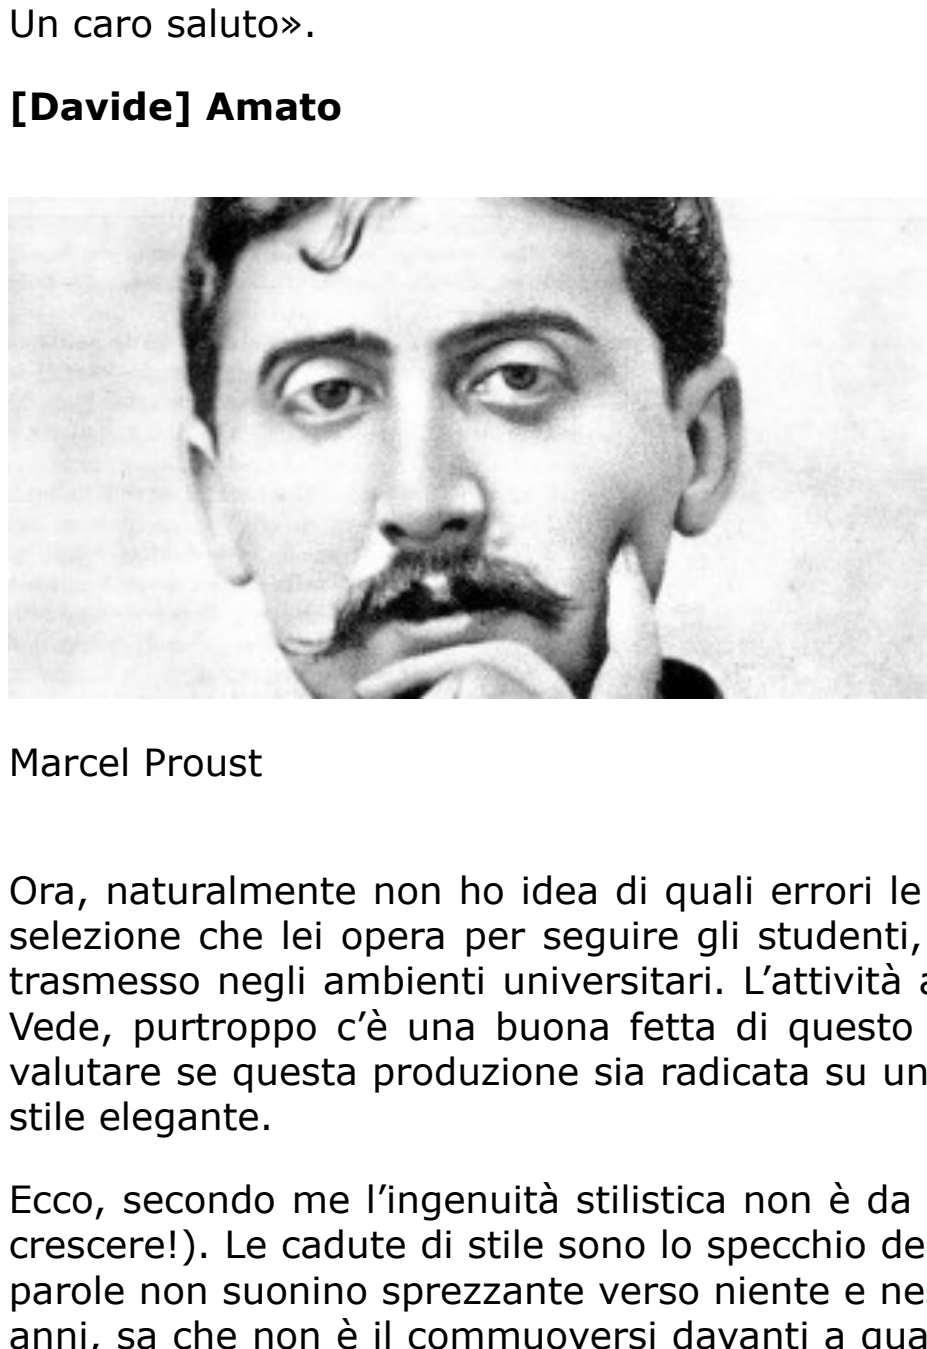 Un caro saluto».
[Davide] Amato
Marcel Proust
Ora, naturalmente non ho idea di quali errori le
selezione che lei opera per seguire gli studenti,
trasmesso negli ambienti universitari. L’attività a
Vede, purtroppo c’è una buona fetta di questo
valutare se questa produzione sia radicata su un
stile elegante.
Ecco, secondo me l’ingenuità stilistica non è da
crescere!). Le cadute di stile sono lo specchio de
parole non suonino sprezzante verso niente e nes
anni, sa che non è il commuoversi davanti a qua